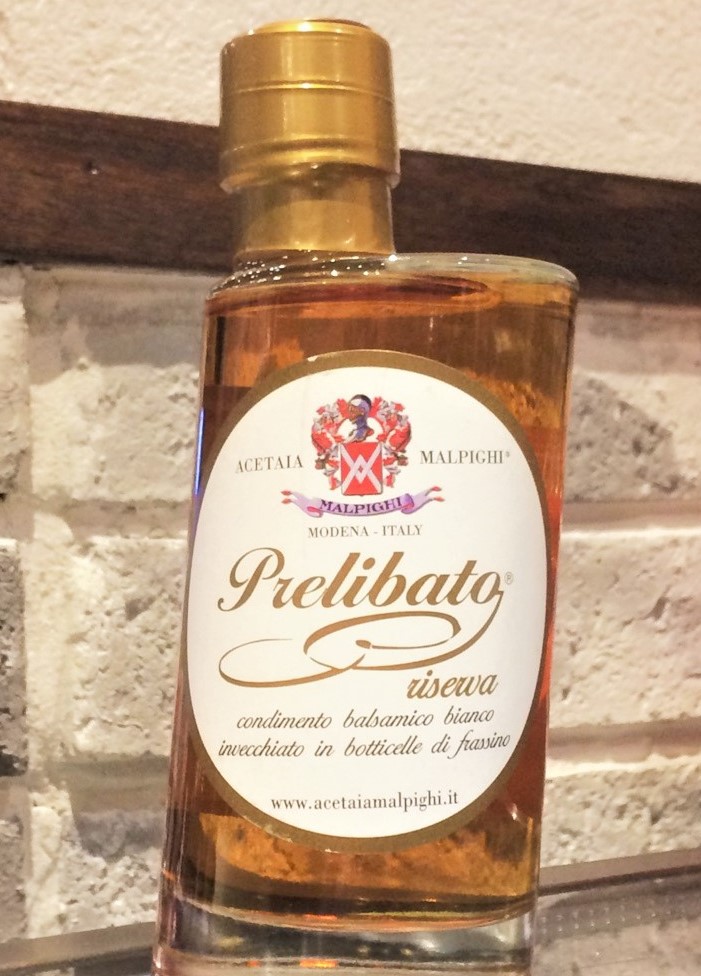 ACETAIA MALPIGHI®
MALPIGHI
MODENA - ITALY
Prelibato®
riserva
condimento balsamico bianco
invecchiato in botticelle di frassino
www.acetaiamalpighi.it